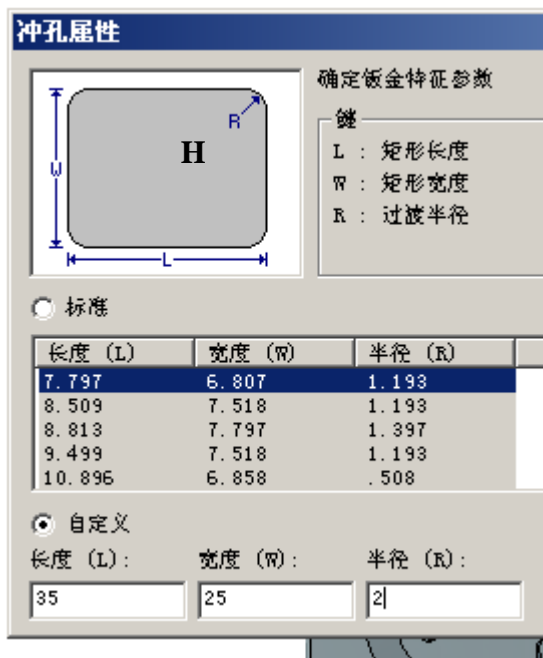 冲孔属性
确定钣金特征参数
键
L : 矩形长度
W : 矩形宽度
R : 过渡半径
R
H
W
L
标准
长度 (L) 宽度 (W) 半径 (R)
7.797 6.807 1.193
8.509 7.518 1.193
8.813 7.797 1.397
9.499 7.518 1.193
10.896 6.858 .508
自定义
长度 (L): 宽度 (W): 半径 (R):
35 25 2